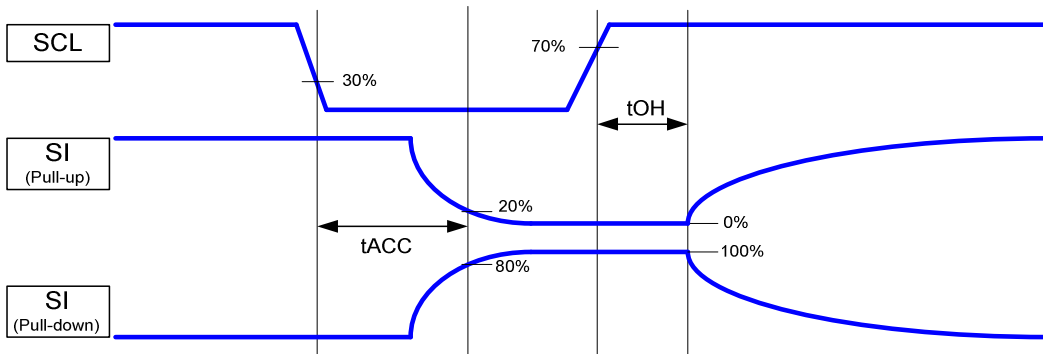 SCL
30%
70%
tOH
SI
(Pull-up)
20%
0%
tACC
80%
100%
SI
(Pull-down)